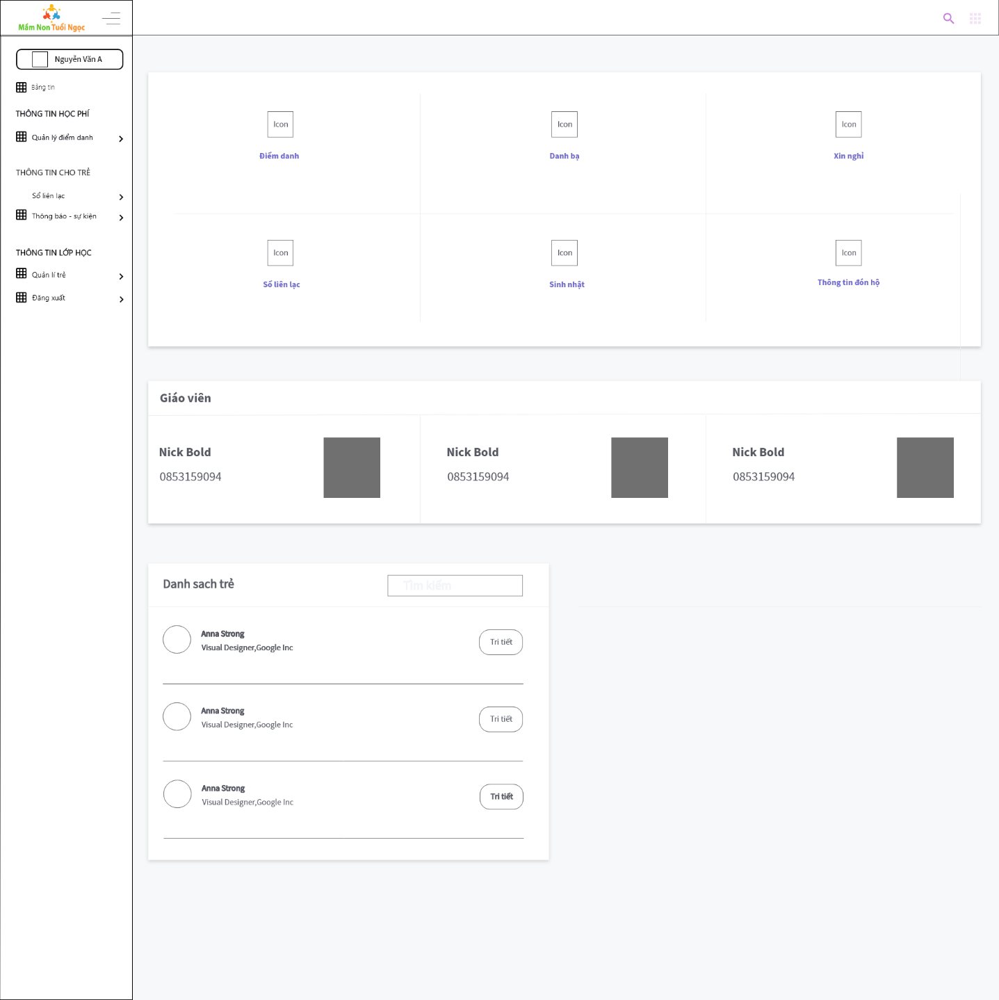 Mầm Non Tuổi Ngọc
Nguyễn Văn A
Bảng tin
THÔNG TIN HỌC PHÍ
Quản lý điểm danh
THÔNG TIN CHO TRẺ
Sổ liên lạc
Thông báo - sự kiện
THÔNG TIN LỚP HỌC
Quản lí trẻ
Đăng xuất
Icon
Điểm danh
Icon
Danh bạ
Icon
Xin nghỉ
Icon
Sổ liên lạc
Icon
Sinh nhật
Icon
Thông tin đón hộ
Giáo viên
Nick Bold
0853159094
Nick Bold
0853159094
Nick Bold
0853159094
Danh sach trẻ
Tìm kiếm
Anna Strong
Visual Designer,Google Inc
Tri tiết
Anna Strong
Visual Designer,Google Inc
Tri tiết
Anna Strong
Visual Designer,Google Inc
Tri tiết